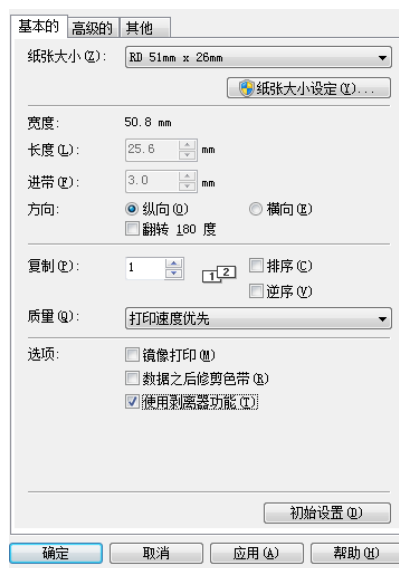 基本的 高级的 其他
纸张大小(Z): RD 51mm x 26mm
纸张大小设定(I)...
宽度: 50.8 mm
长度(L): 25.6 mm
进带(F): 3.0 mm
方向: 纵向(O) 横向(E)
翻转 180 度
复制(P): 1 1 2 排序(C)
逆序(V)
质量(Q): 打印速度优先
选项: 镜像打印(M)
数据之后修剪色带(R)
使用剥离器功能(T)
初始设置(D)
确定 取消 应用(A) 帮助(H)